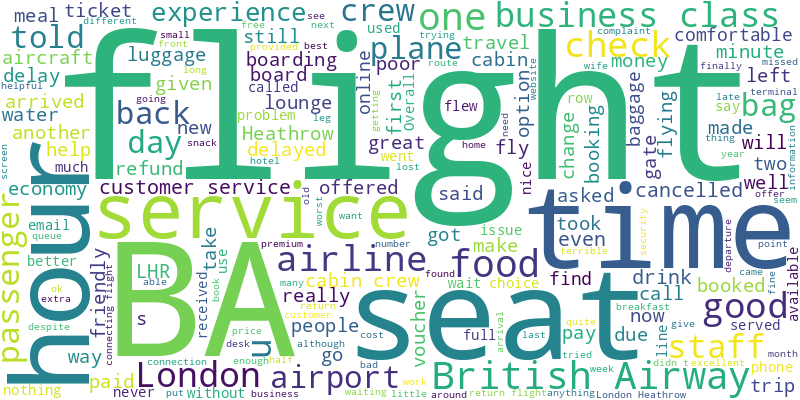 meal ticket experience crew one business class
different see
free next
told used plane small still front provided best trying complaint
aircraft luggage boarding travel cabin check comfortable
delay given board called poor route wife money minute
flight
arrived long helpful going snack lounge new online first Overall getting option website row finally missed
water back great flew left bag
another problem leg Heathrow went lost fly nice need change booking baggage gate flying late say terminal
help day delayed hotel home made will thing year two information
hour refund offered said asked cancelled well offer screen
much economy customer service old worst took even seem
passenger email queue service want got issue time
better friendly premium number make departure point
BA airline food find security terrible came fine available
LHR take use cabin crew many found wait choice drink booked
ok extra able received book really return customer seat call now served
despite connecting flight s u price people cost voucher full quite breakfast give month
way desk although go bad pay last due line good
connection enough half tried arrival week didn t excellent staff
nothing paid London airport work British Airway phone
never put without business waiting little around return flight anything London Heathrow trip